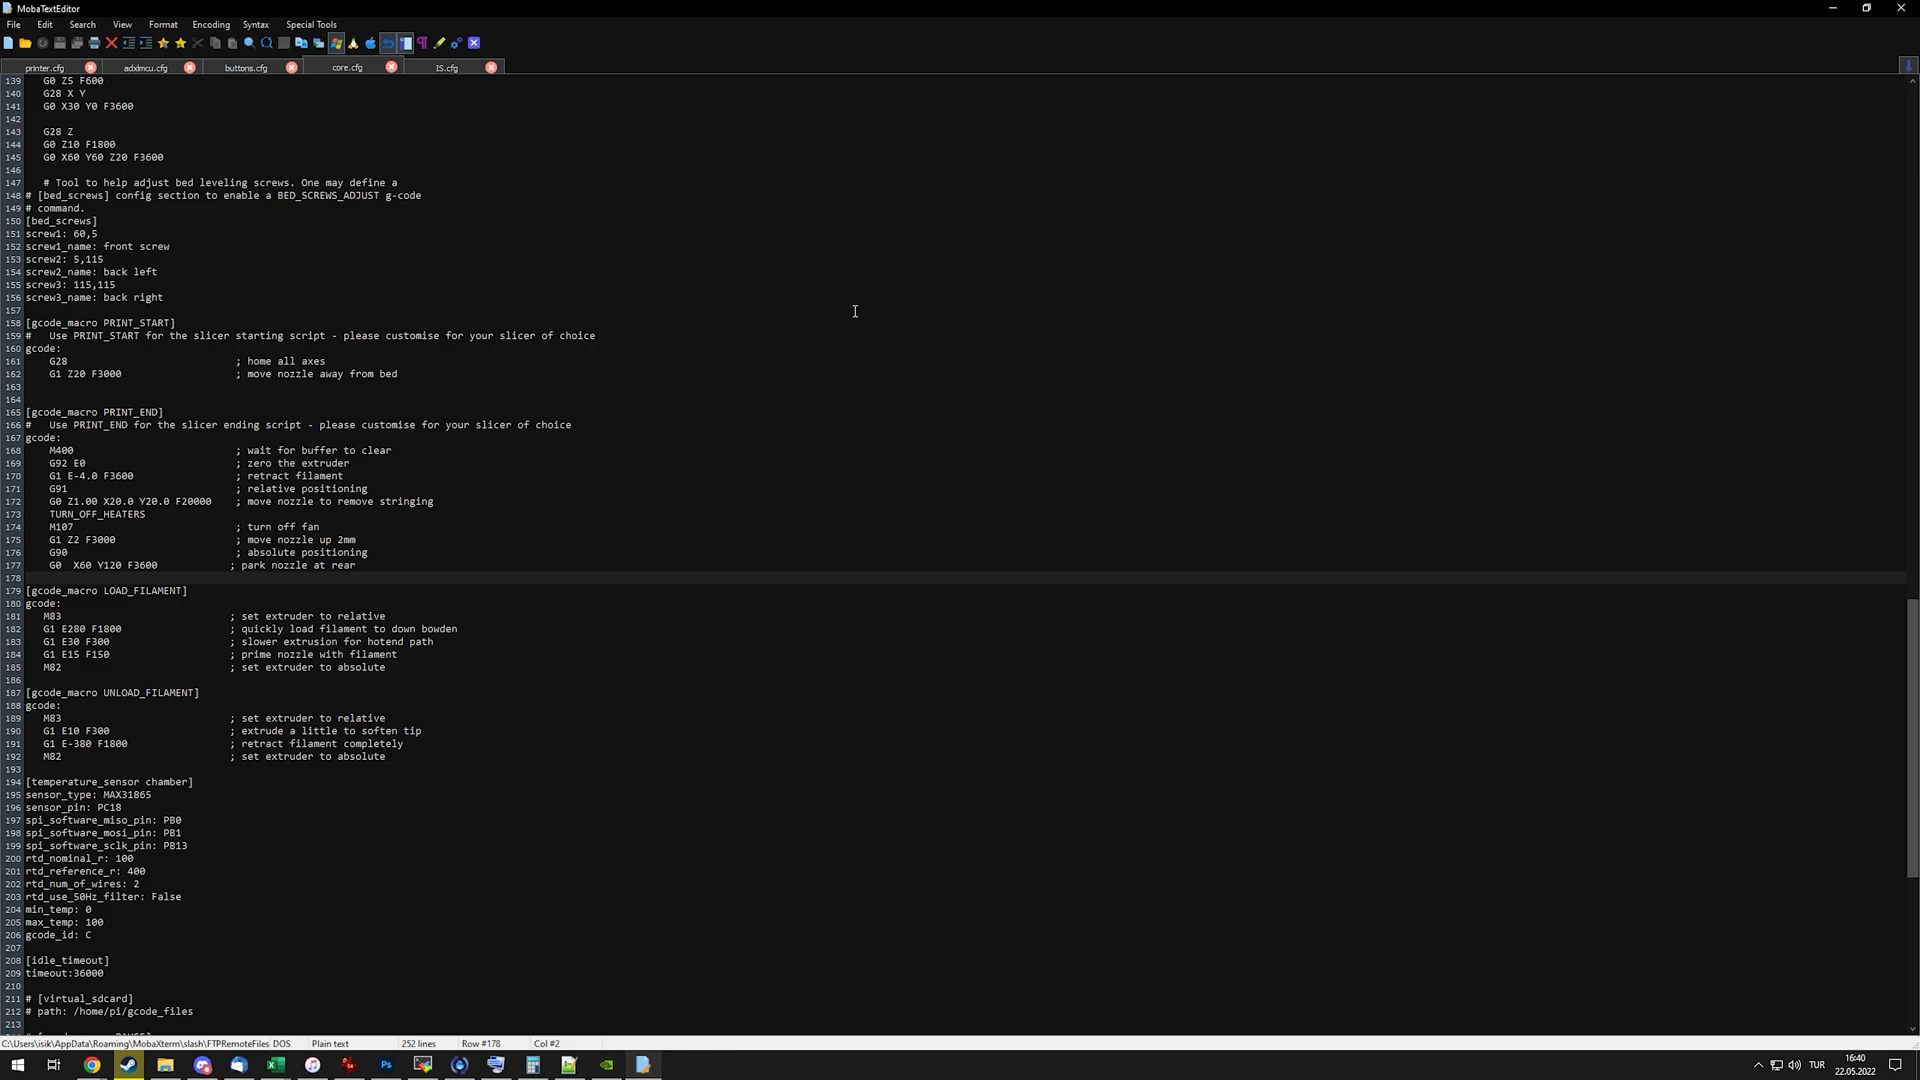 MobaTextEditor
File Edit Search View Format Encoding Syntax Special Tools
printer.cfg adxlmcu.cfg buttons.cfg core.cfg IS.cfg
139 G0 Z5 F600
140 G28 X Y
141 G0 X30 Y0 F3600
142
143 G28 Z
144 G0 Z10 F1800
145 G0 X60 Y60 Z20 F3600
146
147 # Tool to help adjust bed leveling screws. One may define a
148 # [bed_screws] config section to enable a BED_SCREWS_ADJUST g-code
149 # command.
150 [bed_screws]
151 screw1: 60,5
152 screw1_name: front screw
153 screw2: 5,115
154 screw2_name: back left
155 screw3: 115,115
156 screw3_name: back right
157
158 [gcode_macro PRINT_START]
159 # Use PRINT_START for the slicer starting script - please customise for your slicer of choice
160 gcode:
161 G28 ; home all axes
162 G1 Z20 F3000 ; move nozzle away from bed
163
164
165 [gcode_macro PRINT_END]
166 # Use PRINT_END for the slicer ending script - please customise for your slicer of choice
167 gcode:
168 M400 ; wait for buffer to clear
169 G92 E0 ; zero the extruder
170 G1 E-4.0 F3600 ; retract filament
171 G91 ; relative positioning
172 G0 Z1.00 X20.0 Y20.0 F20000 ; move nozzle to remove stringing
173 TURN_OFF_HEATERS
174 M107 ; turn off fan
175 G1 Z2 F3000 ; move nozzle up 2mm
176 G90 ; absolute positioning
177 G0 X60 Y120 F3600 ; park nozzle at rear
178
179 [gcode_macro LOAD_FILAMENT]
180 gcode:
181 M83 ; set extruder to relative
182 G1 E280 F1800 ; quickly load filament to down bowden
183 G1 E30 F300 ; slower extrusion for hotend path
184 G1 E15 F150 ; prime nozzle with filament
185 M82 ; set extruder to absolute
186
187 [gcode_macro UNLOAD_FILAMENT]
188 gcode:
189 M83 ; set extruder to relative
190 G1 E10 F300 ; extrude a little to soften tip
191 G1 E-380 F1800 ; retract filament completely
192 M82 ; set extruder to absolute
193
194 [temperature_sensor chamber]
195 sensor_type: MAX31865
196 sensor_pin: PC18
197 spi_software_miso_pin: PB0
198 spi_software_mosi_pin: PB1
199 spi_software_sclk_pin: PB13
200 rtd_nominal_r: 100
201 rtd_reference_r: 400
202 rtd_num_of_wires: 2
203 rtd_use_50Hz_filter: False
204 min_temp: 0
205 max_temp: 100
206 gcode_id: C
207
208 [idle_timeout]
209 timeout:36000
210
211 # [virtual_sdcard]
212 # path: /home/pi/gcode_files
213
C:\Users\isik\AppData\Roaming\MobaXterm\slash\FTPRemoteFiles DOS Plain text 252 lines Row #178 Col #2
TUR 16:40
22.05.2022